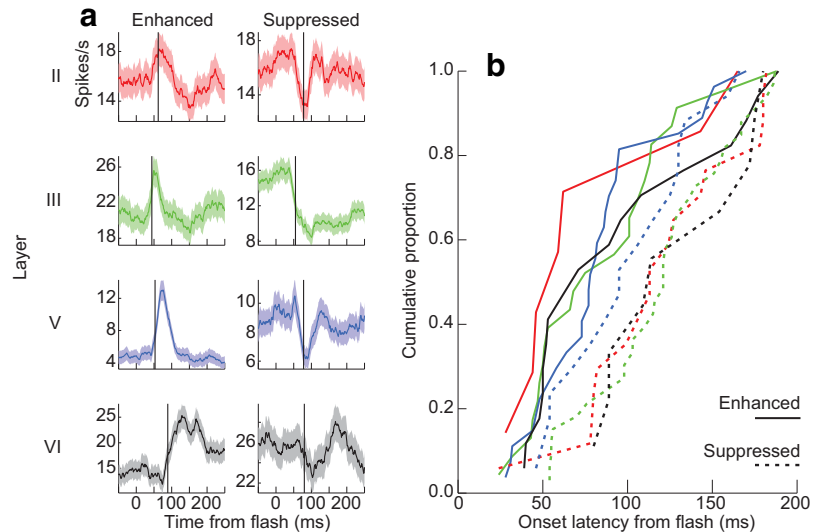 a
Enhanced
Suppressed
b
II
Spikes/s
18
14
18
14
III
26
22
18
16
12
8
Layer
V
12
8
4
10
8
6
VI
25
20
15
26
22
0
100
200
0
100
200
Time from flash (ms)
Cumulative proportion
1.0
0.8
0.6
0.4
0.2
0.0
0
50
100
150
200
Onset latency from flash (ms)
Enhanced
Suppressed